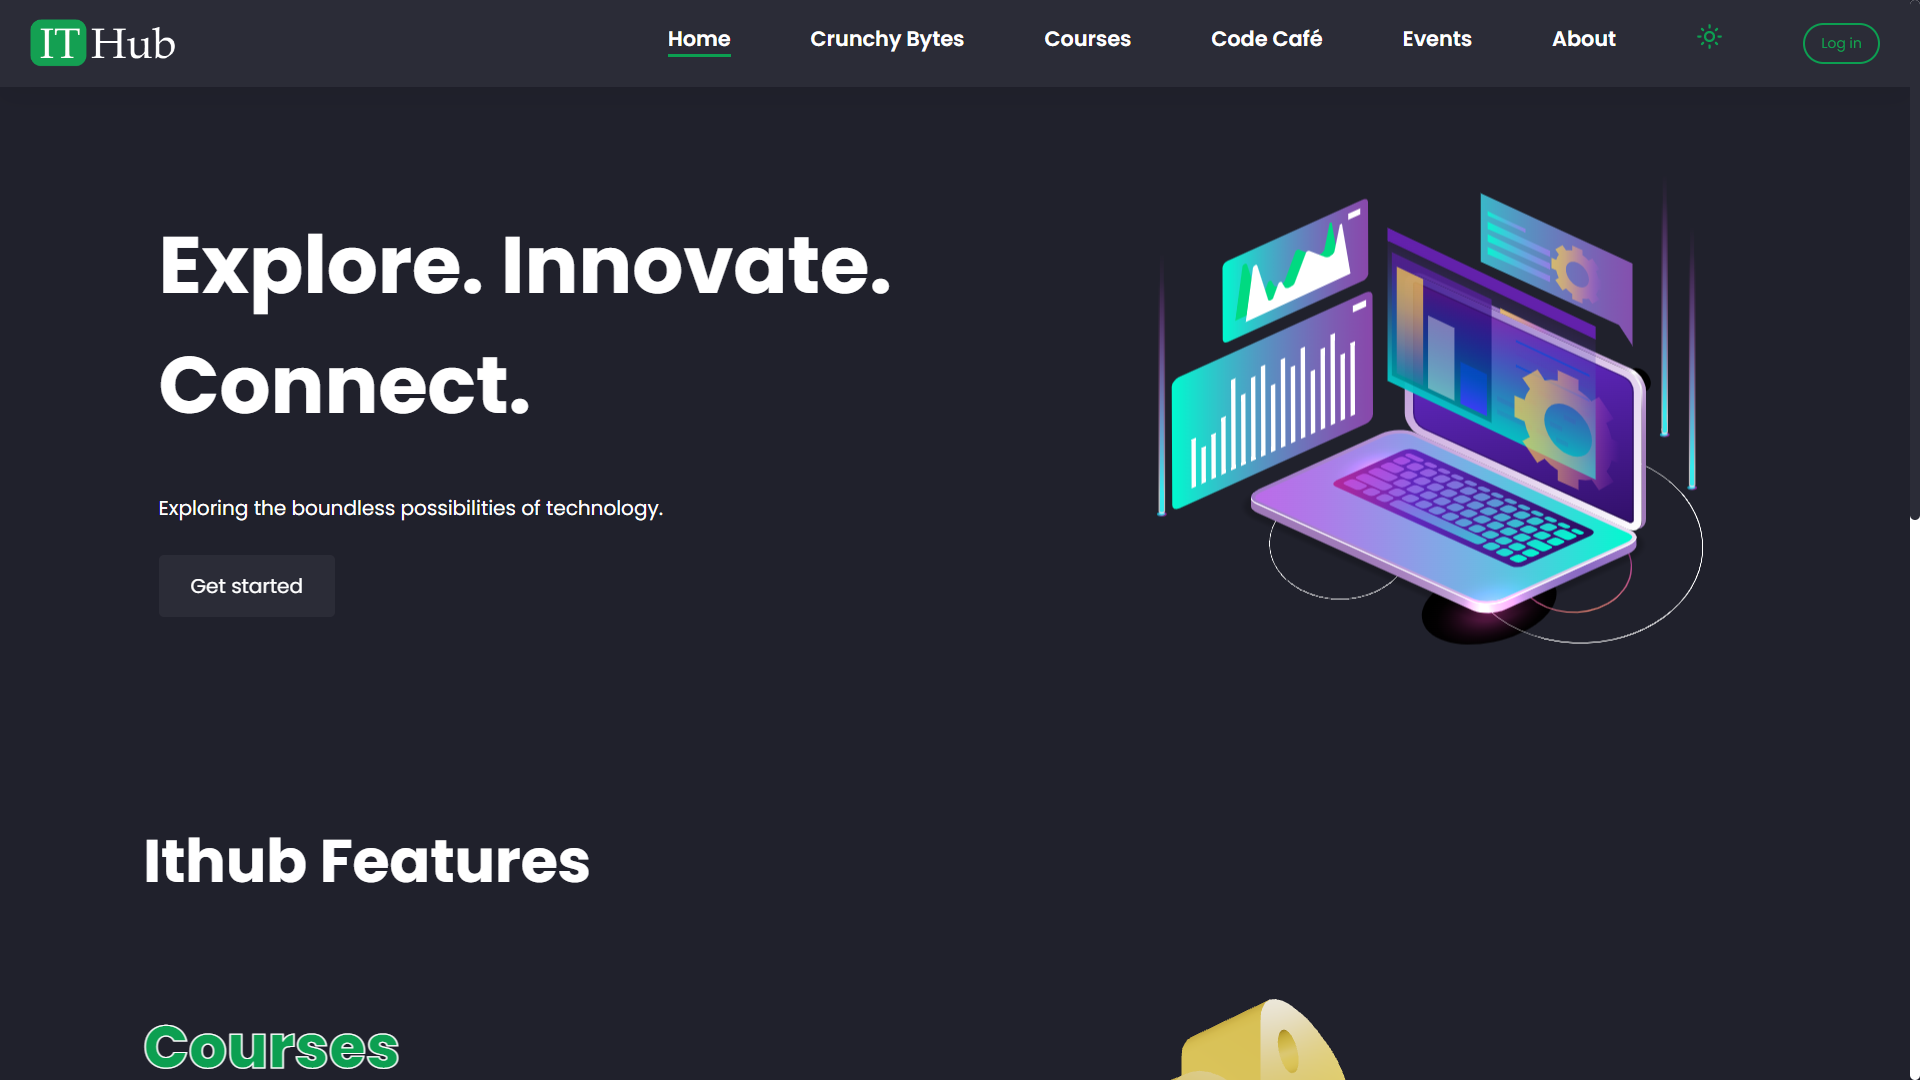 IT Hub
Home
Crunchy Bytes
Courses
Code Café
Events
About
Log in
Explore. Innovate.
Connect.
Exploring the boundless possibilities of technology.
Get started
Ithub Features
Courses